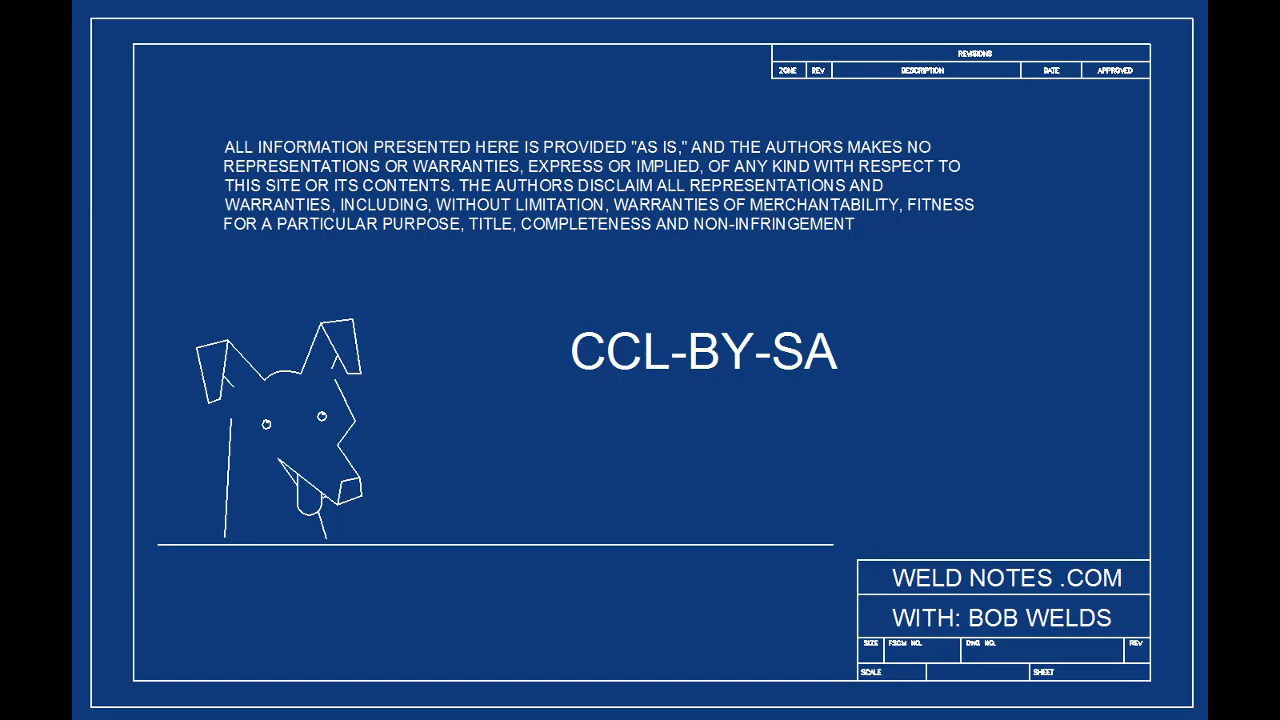 REVISIONS
ZONE REV DESCRIPTION DATE APPROVED
ALL INFORMATION PRESENTED HERE IS PROVIDED "AS IS," AND THE AUTHORS MAKES NO
REPRESENTATIONS OR WARRANTIES, EXPRESS OR IMPLIED, OF ANY KIND WITH RESPECT TO
THIS SITE OR ITS CONTENTS. THE AUTHORS DISCLAIM ALL REPRESENTATIONS AND
WARRANTIES, INCLUDING, WITHOUT LIMITATION, WARRANTIES OF MERCHANTABILITY, FITNESS
FOR A PARTICULAR PURPOSE, TITLE, COMPLETENESS AND NON-INFRINGEMENT
CCL-BY-SA
WELD NOTES .COM
WITH: BOB WELDS
SIZE FSCM NO. DWG NO. REV
SCALE SHEET